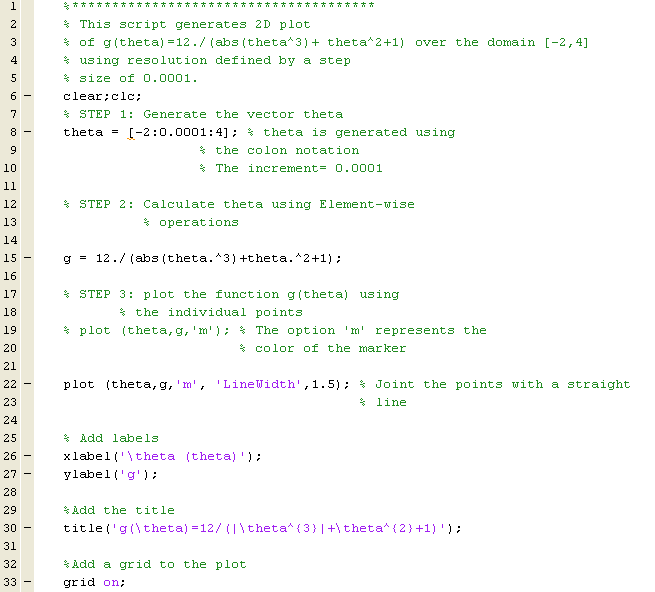 1 %**************************************
2 % This script generates 2D plot
3 % of g(theta)=12./(abs(theta^3)+ theta^2+1) over the domain [-2,4]
4 % using resolution defined by a step
5 % size of 0.0001.
6 – clear;clc;
7 % STEP 1: Generate the vector theta
8 – theta = [-2:0.0001:4]; % theta is generated using
9 % the colon notation
10 % The increment= 0.0001
11
12 % STEP 2: Calculate theta using Element-wise
13 % operations
14
15 – g = 12./(abs(theta.^3)+theta.^2+1);
16
17 % STEP 3: plot the function g(theta) using
18 % the individual points
19 % plot (theta,g,'m'); % The option 'm' represents the
20 % color of the marker
21
22 – plot (theta,g,'m', 'LineWidth',1.5); % Joint the points with a straight
23 % line
24
25 % Add labels
26 – xlabel('\theta (theta)');
27 – ylabel('g');
28
29 %Add the title
30 – title('g(\theta)=12/(|\theta^{3}|+\theta^{2}+1)');
31
32 %Add a grid to the plot
33 – grid on;